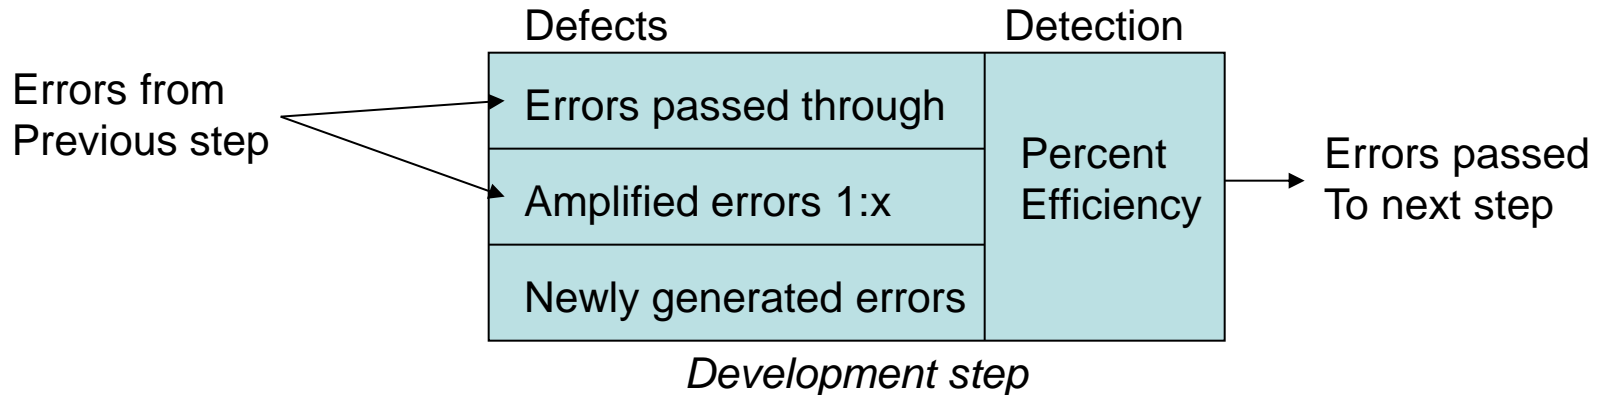 Defects
Detection
Errors from
Previous step
Errors passed through
Amplified errors 1:x
Newly generated errors
Percent
Efficiency
Errors passed
To next step
Development step